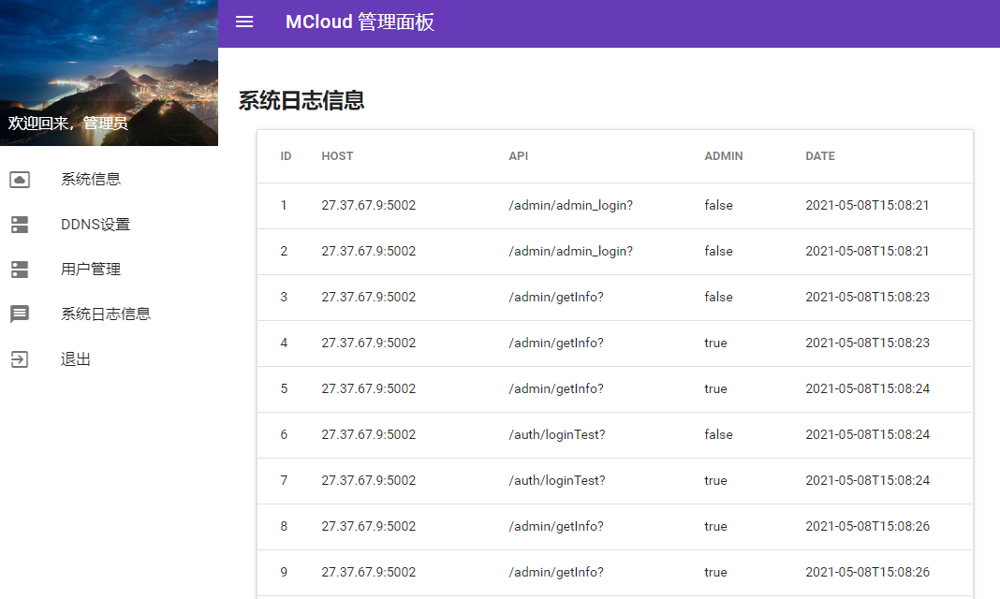 MCloud 管理面板
欢迎回来，管理员
系统信息
DDNS设置
用户管理
系统日志信息
退出
系统日志信息
ID HOST API ADMIN DATE
1 27.37.67.9:5002 /admin/admin_login? false 2021-05-08T15:08:21
2 27.37.67.9:5002 /admin/admin_login? false 2021-05-08T15:08:21
3 27.37.67.9:5002 /admin/getInfo? false 2021-05-08T15:08:23
4 27.37.67.9:5002 /admin/getInfo? true 2021-05-08T15:08:23
5 27.37.67.9:5002 /admin/getInfo? true 2021-05-08T15:08:24
6 27.37.67.9:5002 /auth/loginTest? false 2021-05-08T15:08:24
7 27.37.67.9:5002 /auth/loginTest? true 2021-05-08T15:08:24
8 27.37.67.9:5002 /admin/getInfo? true 2021-05-08T15:08:26
9 27.37.67.9:5002 /admin/getInfo? true 2021-05-08T15:08:26